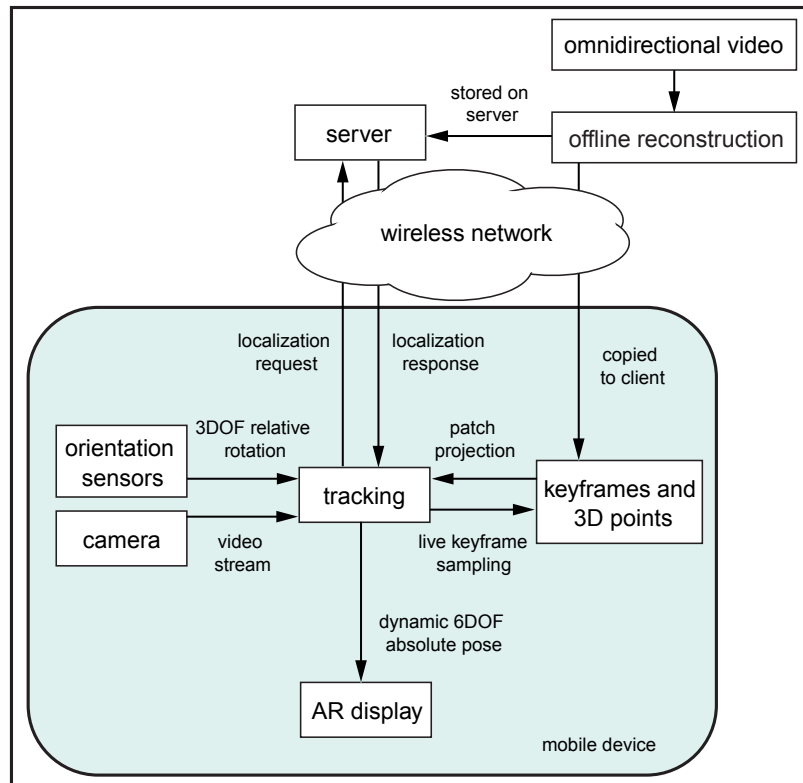 omnidirectional video
stored on
server
server
offline reconstruction
wireless network
localization
request
localization
response
copied
to client
3DOF relative
rotation
patch
projection
orientation
sensors
tracking
keyframes and
3D points
camera
video
stream
live keyframe
sampling
dynamic 6DOF
absolute pose
AR display
mobile device